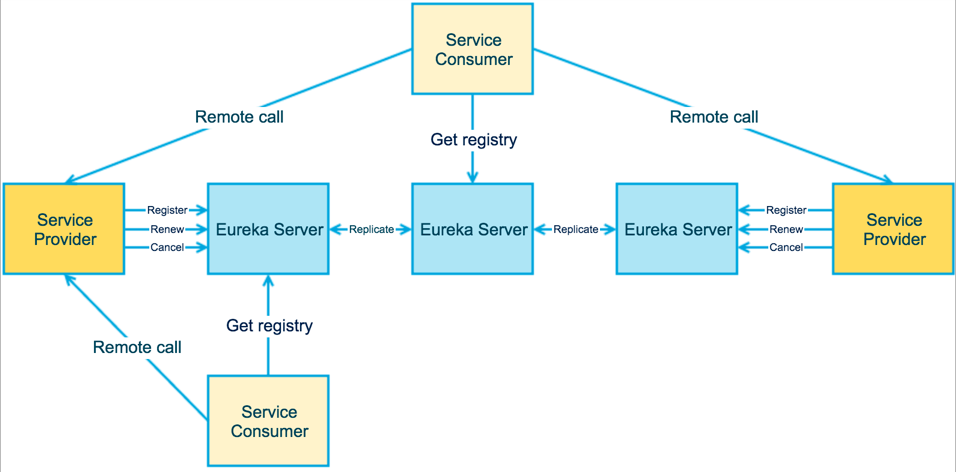 Service
Consumer
Remote call
Remote call
Get registry
Service
Provider
Register
Renew
Cancel
Eureka Server
Replicate
Eureka Server
Replicate
Eureka Server
Register
Renew
Cancel
Service
Provider
Get registry
Remote call
Service
Consumer